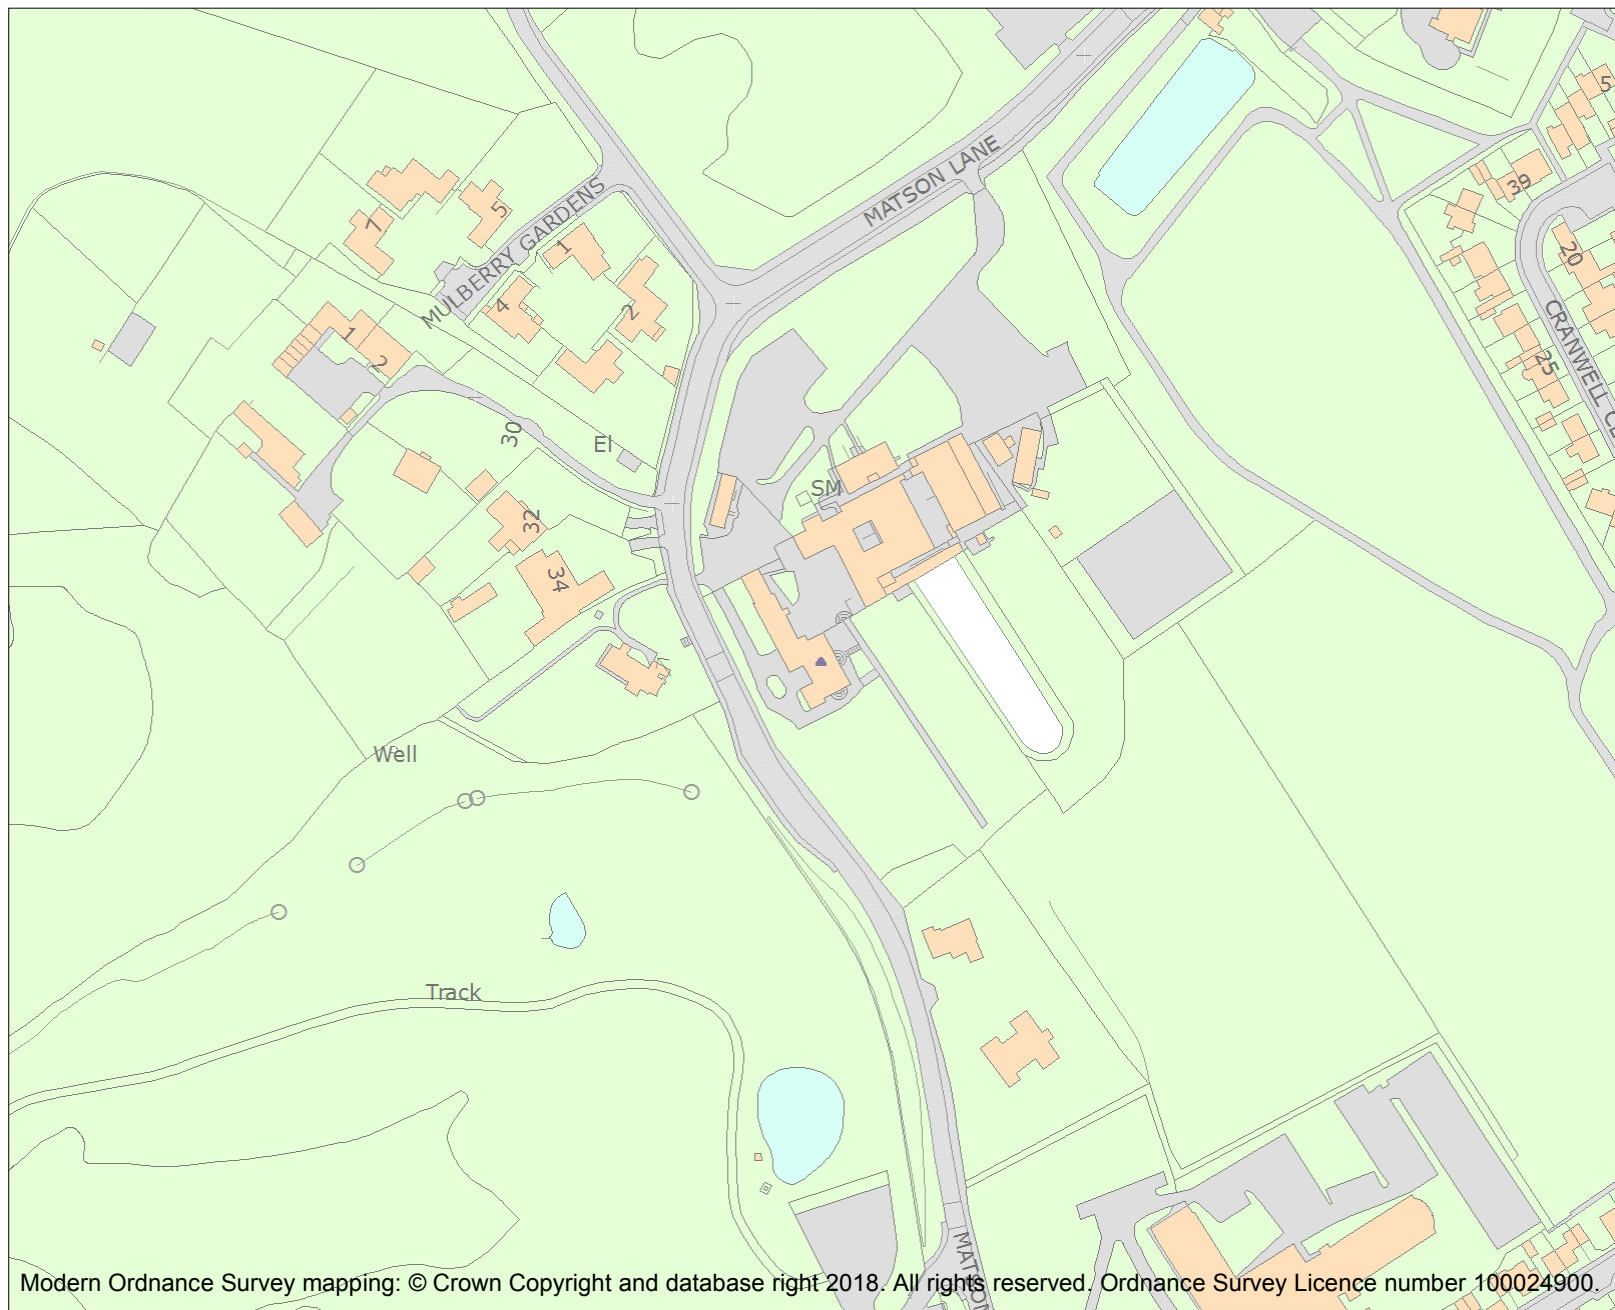 5
MATSON LANE
39
5
7
MULBERRY GARDENS
1
20
4
2
1
CRANWELL CL
2
25
30
El
SM
32
34
Well
Track
MATSON
Modern Ordnance Survey mapping: © Crown Copyright and database right 2018. All rights reserved. Ordnance Survey Licence number 100024900.